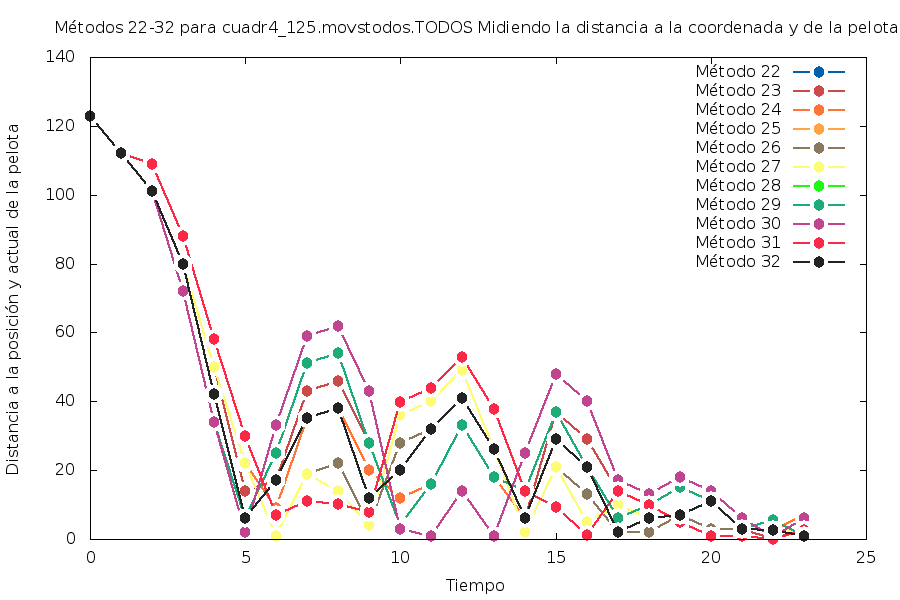 Métodos 22-32 para cuadr4_125.movstodos.TODOS Midiendo la distancia a la coordenada y de la pelota
Distancia a la posición y actual de la pelota
140
120
100
80
60
40
20
0
Método 22
Método 23
Método 24
Método 25
Método 26
Método 27
Método 28
Método 29
Método 30
Método 31
Método 32
0 5 10 15 20 25
Tiempo